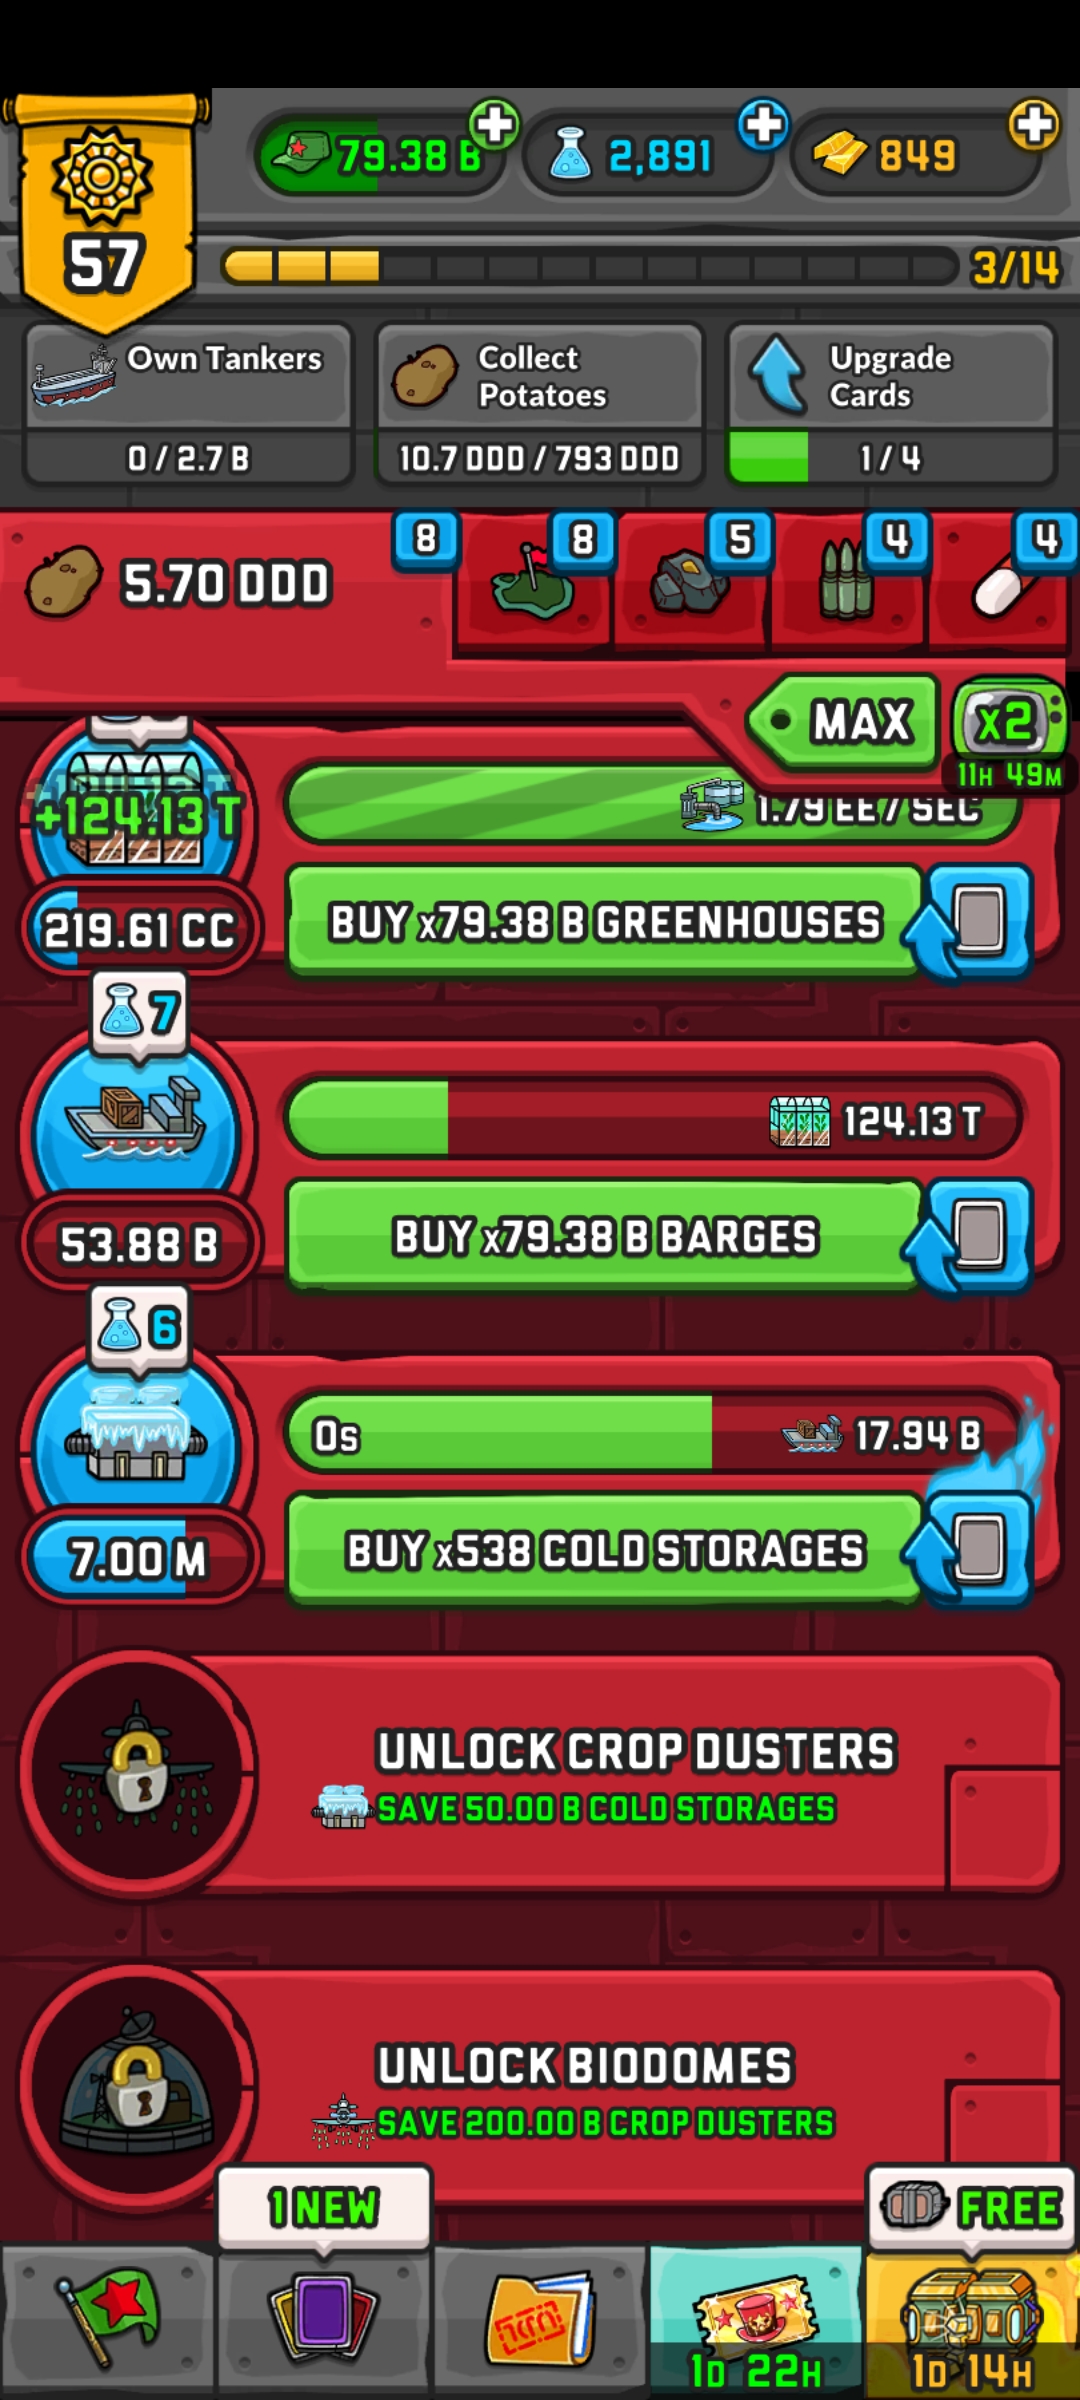 79.38 B
2,891
849
57
3/14
Own Tankers
0 / 2.7 B
Collect
Potatoes
10.7 DDD / 793 DDD
Upgrade
Cards
1 / 4
5.70 DDD
8
8
5
4
4
MAX
x2
11H 49M
+124.13 T
1.79 EE / SEC
219.61 CC
BUY x79.38 B GREENHOUSES
7
124.13 T
53.88 B
BUY x79.38 B BARGES
6
0s
17.94 B
7.00 M
BUY x538 COLD STORAGES
UNLOCK CROP DUSTERS
SAVE 50.00 B COLD STORAGES
UNLOCK BIODOMES
SAVE 200.00 B CROP DUSTERS
1 NEW
FREE
1D 22H
1D 14H